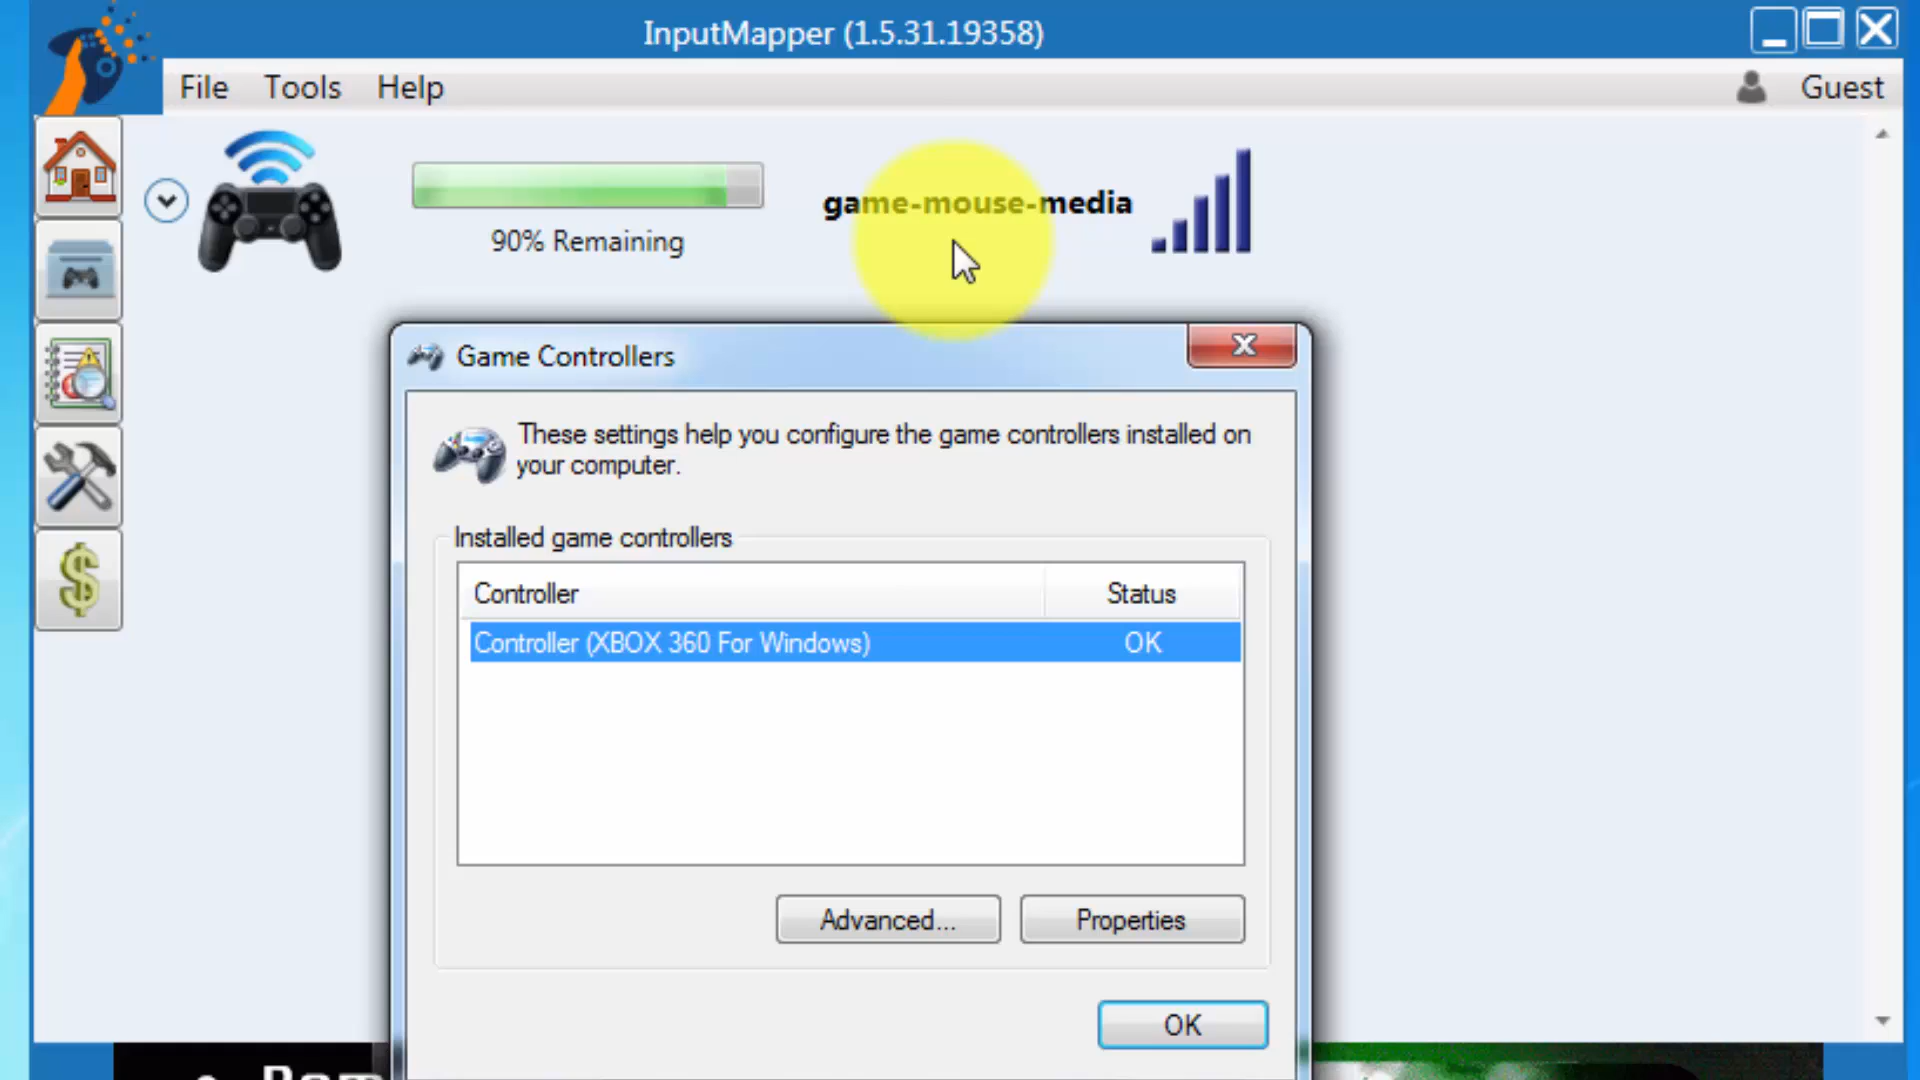 InputMapper (1.5.31.19358)
File Tools Help Guest
game-mouse-media
90% Remaining
Game Controllers
These settings help you configure the game controllers installed on
your computer.
Installed game controllers
Controller Status
Controller (XBOX 360 For Windows) OK
Advanced... Properties
OK